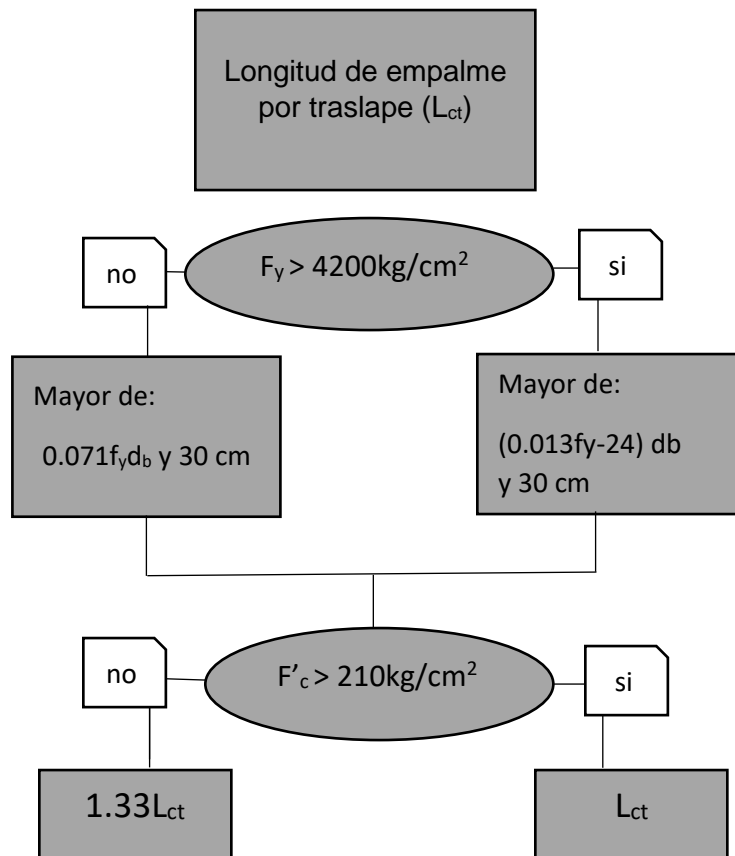 Longitud de empalme
por traslape (Lct)
no
Fy > 4200kg/cm²
si
Mayor de:
0.071fydb y 30 cm
Mayor de:
(0.013fy-24) db
y 30 cm
no
F’c > 210kg/cm²
si
1.33Lct
Lct